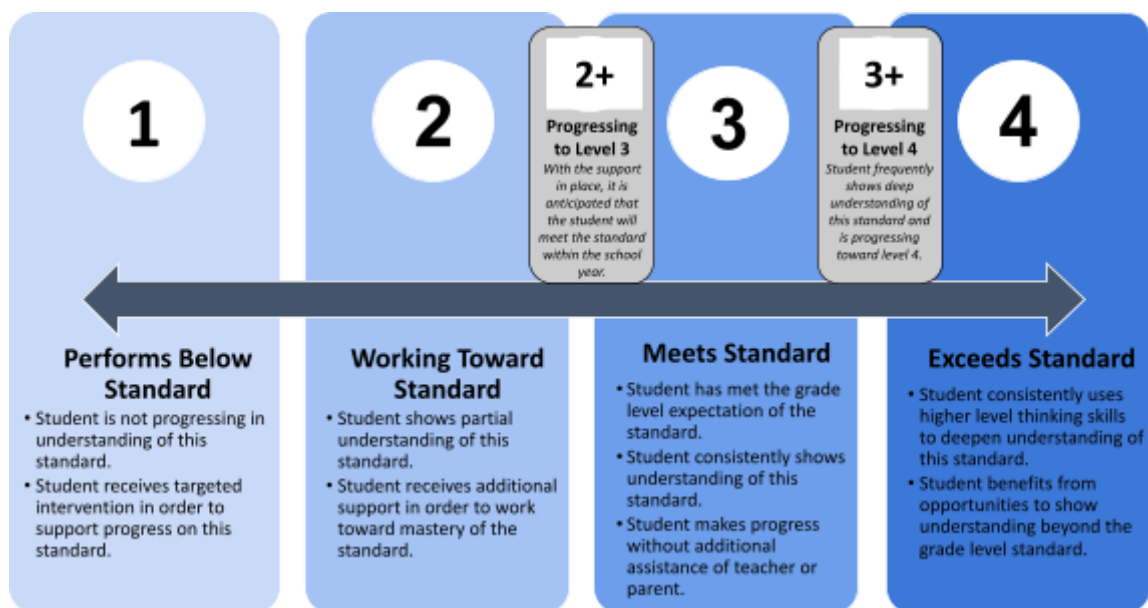 1
Performs Below
Standard
• Student is not progressing in
understanding of this
standard.
• Student receives targeted
intervention in order to
support progress on this
standard.
2
Working Toward
Standard
• Student shows partial
understanding of this
standard.
• Student receives additional
support in order to work
toward mastery of the
standard.
2+
Progressing
to Level 3
With the support
in place, it is
anticipated that
the student will
meet the standard
within the school
year.
3
Meets Standard
• Student has met the grade
level expectation of the
standard.
• Student consistently shows
understanding of this
standard.
• Student makes progress
without additional
assistance of teacher or
parent.
3+
Progressing
to Level 4
Student frequently
shows deep
understanding of
this standard and
is progressing
toward level 4.
4
Exceeds Standard
• Student consistently uses
higher level thinking skills
to deepen understanding of
this standard.
• Student benefits from
opportunities to show
understanding beyond the
grade level standard.